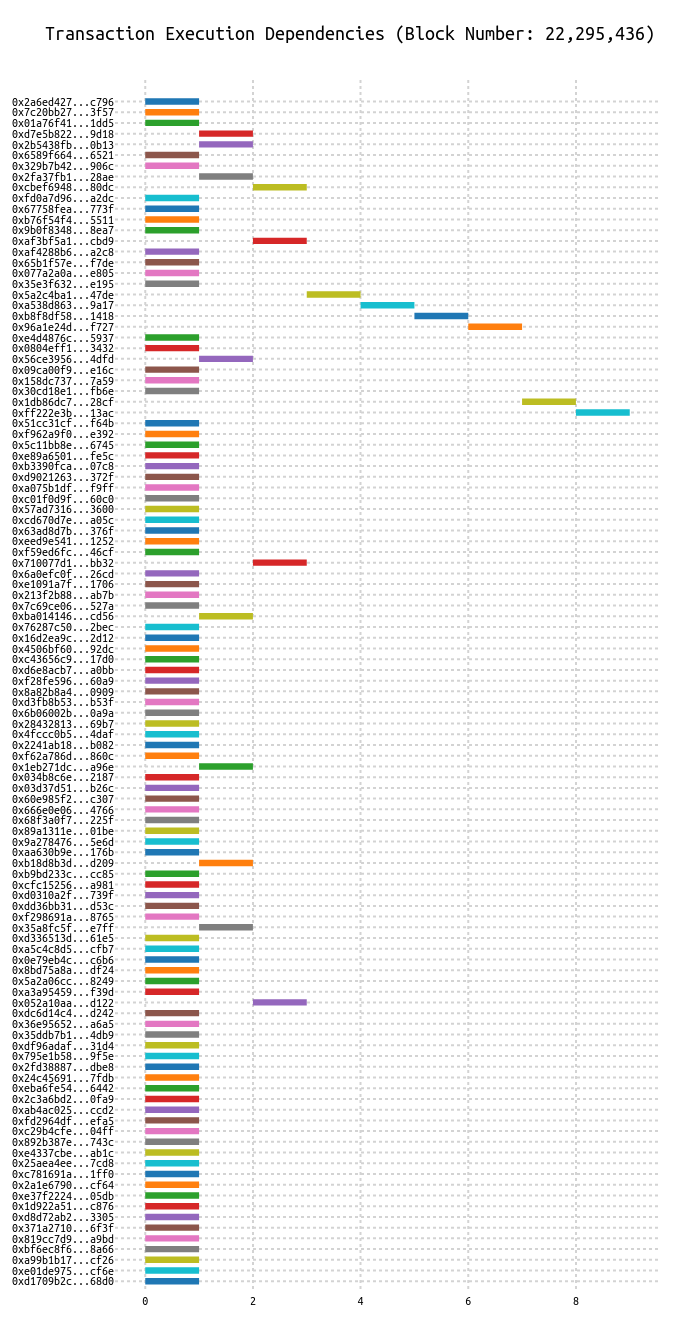 Transaction Execution Dependencies (Block Number: 22,295,436)
0x2a6ed427...c796
0x7c20bb27...3f57
0x01a76f41...1dd5
0xd7e5b822...9d18
0x2b5438fb...0b13
0x6589f664...6521
0x329b7b42...906c
0x2fa37fb1...28ae
0xcbef6948...80dc
0xfd0a7d96...a2dc
0x67758fea...773f
0xb76f54f4...5511
0x9b0f8348...8ea7
0xaf3bf5a1...cbd9
0xaf4288b6...a2c8
0x65b1f57e...f7de
0x077a2a0a...e805
0x35e3f632...e195
0x5a2c4ba1...47de
0xa538d863...9a17
0xb8f8df58...1418
0x96a1e24d...f727
0xe4d4876c...5937
0x0804eff1...3432
0x56ce3956...4dfd
0x09ca00f9...e16c
0x158dc737...7a59
0x30cd18e1...fb6e
0x1db86dc7...28cf
0xff222e3b...13ac
0x51cc31cf...f64b
0xf962a9f0...e392
0x5c11bb8e...6745
0xe89a6501...fe5c
0xb3390fca...07c8
0xd9021263...372f
0xa075b1df...f9ff
0xc01f0d9f...60c0
0x57ad7316...3600
0xcd670d7e...a05c
0x63ad8d7b...376f
0xeed9e541...1252
0xf59ed6fc...46cf
0x710077d1...bb32
0x6a0efc0f...26cd
0xe1091a7f...1706
0x213f2b88...ab7b
0x7c69ce06...527a
0xba014146...cd56
0x76287c50...2bec
0x16d2ea9c...2d12
0x4506bf60...92dc
0xc43656c9...17d0
0xd6e8acb7...a0bb
0xf28fe596...60a9
0x8a82b8a4...0909
0xd3fb8b53...b53f
0x6b06002b...0a9a
0x28432813...69b7
0x4fccc0b5...4daf
0x2241ab18...b082
0xf62a786d...860c
0x1eb271dc...a96e
0x034b8c6e...2187
0x03d37d51...b26c
0x60e985f2...c307
0x666e0e06...4766
0x68f3a0f7...225f
0x89a1311e...01be
0x9a278476...5e6d
0xaa630b9e...176b
0xb18d8b3d...d209
0xb9bd233c...cc85
0xcfc15256...a981
0xd0310a2f...739f
0xdd36bb31...d53c
0xf298691a...8765
0x35a8fc5f...e7ff
0xd336513d...61e5
0xa5c4c8d5...cfb7
0x0e79eb4c...c6b6
0x8bd75a8a...df24
0x5a2a06cc...8249
0xa3a95459...f39d
0x052a10aa...d122
0xdc6d14c4...d242
0x36e95652...a6a5
0x35ddb7b1...4db9
0xdf96adaf...31d4
0x795e1b58...9f5e
0x2fd38887...dbe8
0x24c45691...7fdb
0xeba6fe54...6442
0x2c3a6bd2...0fa9
0xab4ac025...ccd2
0xfd2964df...efa5
0xc29b4cfe...04ff
0x892b387e...743c
0xe4337cbe...ab1c
0x25aea4ee...7cd8
0xc781691a...1ff0
0x2a1e6790...cf64
0xe37f2224...05db
0x1d922a51...c876
0xd8d72ab2...3305
0x371a2710...6f3f
0x819cc7d9...a9bd
0xbf6ec8f6...8a66
0xa99b1b17...cf26
0xe01de975...cf6e
0xd1709b2c...68d0
0 2 4 6 8